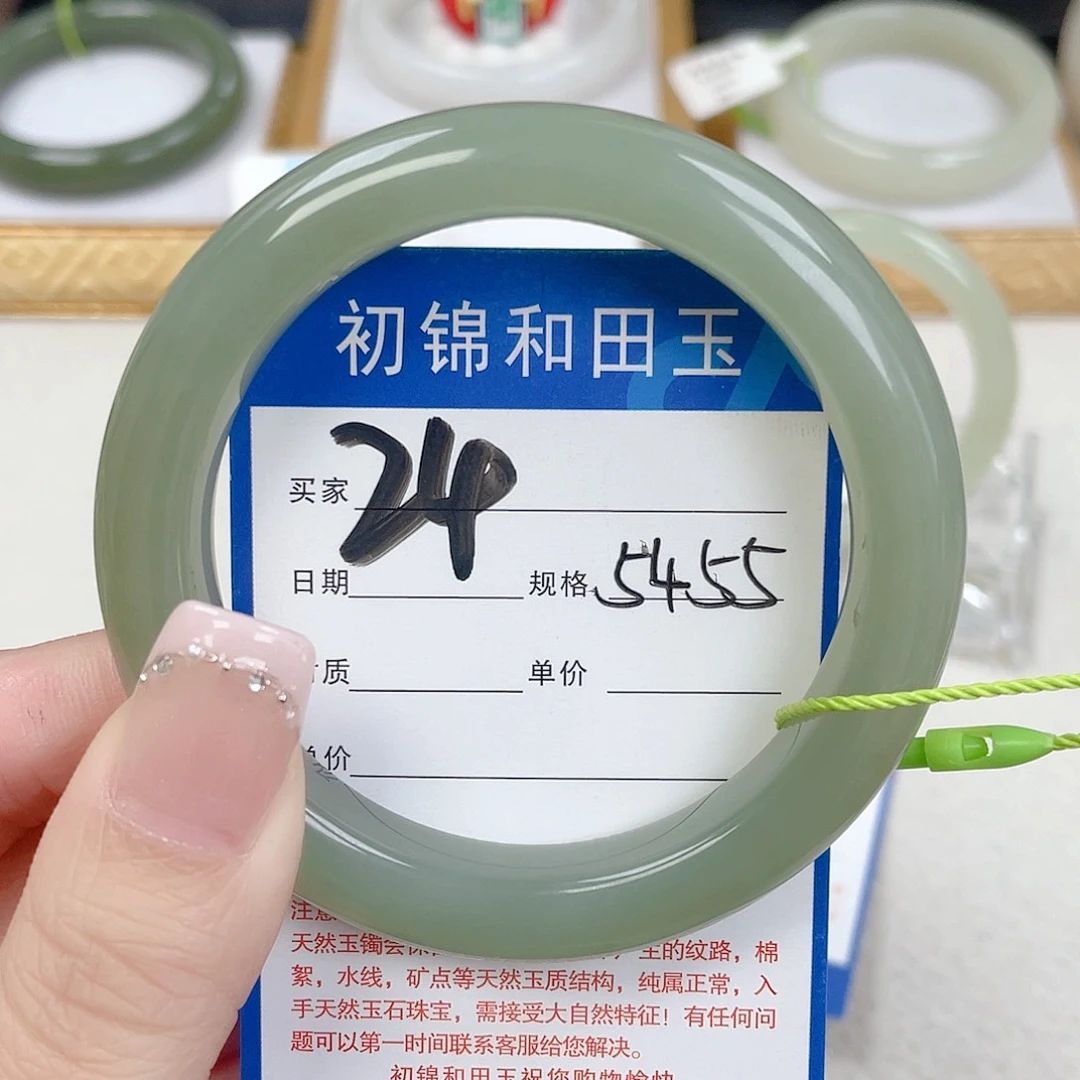 初锦和田玉
买家
24
日期 规格 5455
质 单价
价
注意
天然玉镯会保 生的纹路，棉
絮，水线，矿点等天然玉质结构，纯属正常，入
手天然玉石珠宝，需接受大自然特征！有任何问
题可以第一时间联系客服给您解决。
初锦和田玉祝您购物愉快